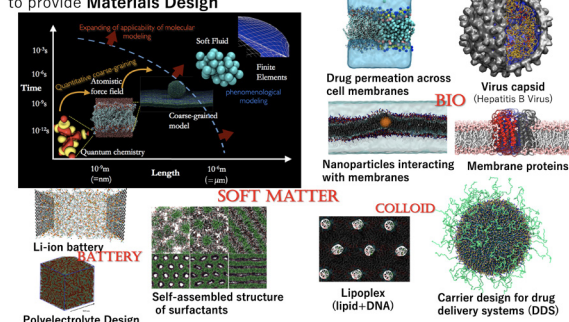 to provide Materials Design
Expanding of applicability of molecular
modeling
Soft Fluid
Finite
Elements
10⁻³s
10⁻⁶s
Time
10⁻⁹s
10⁻¹²s
Quantitative coarse-graining
Atomistic
force field
phenomenological
modeling
Coarse-grained
model
Quantum chemistry
10⁻⁹m
(=nm)
Length
10⁻⁶m
(=μm)
Drug permeation across
cell membranes
Virus capsid
(Hepatitis B Virus)
BIO
Nanoparticles interacting
with membranes
Membrane proteins
SOFT MATTER
COLLOID
Li-ion battery
BATTERY
Polyelectrolyte Design
Self-assembled structure
of surfactants
Lipoplex
(lipid+DNA)
Carrier design for drug
delivery systems (DDS)